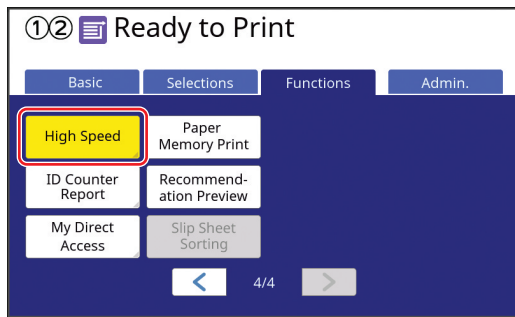 ①② Ready to Print
Basic Selections Functions Admin.
High Speed
Paper
Memory Print
ID Counter
Report
Recommend-
ation Preview
My Direct
Access
Slip Sheet
Sorting
4/4